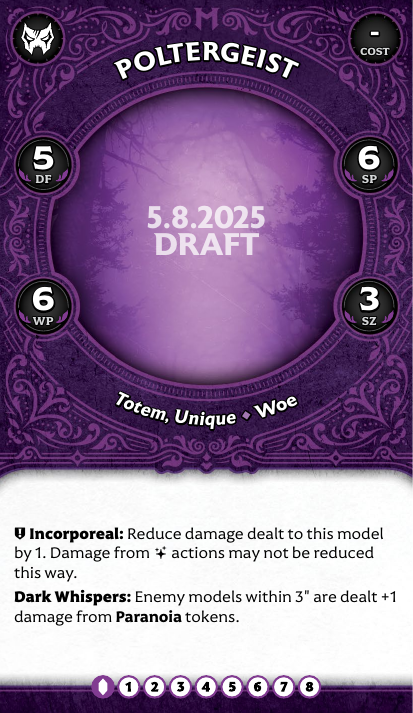 -
COST
POLTERGEIST
5
DF
6
SP
5.8.2025
DRAFT
6
WP
3
SZ
Totem, Unique ♦ Woe
Incorporeal: Reduce damage dealt to this model
by 1. Damage from actions may not be reduced
this way.
Dark Whispers: Enemy models within 3" are dealt +1
damage from Paranoia tokens.
1 2 3 4 5 6 7 8